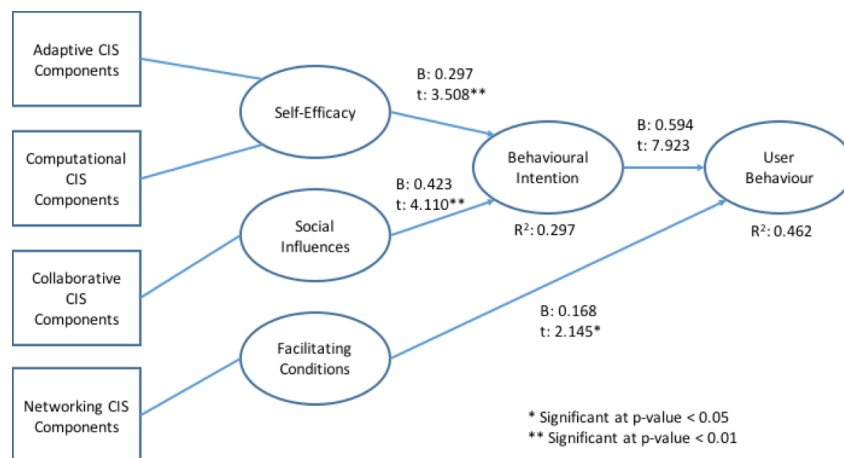 Adaptive CIS
Components
Computational
CIS
Components
Collaborative
CIS
Components
Networking CIS
Components
Self-Efficacy
Social
Influences
Facilitating
Conditions
B: 0.297
t: 3.508**
B: 0.423
t: 4.110**
Behavioural
Intention
R²: 0.297
B: 0.594
t: 7.923
User
Behaviour
R²: 0.462
B: 0.168
t: 2.145*
* Significant at p-value < 0.05
** Significant at p-value < 0.01